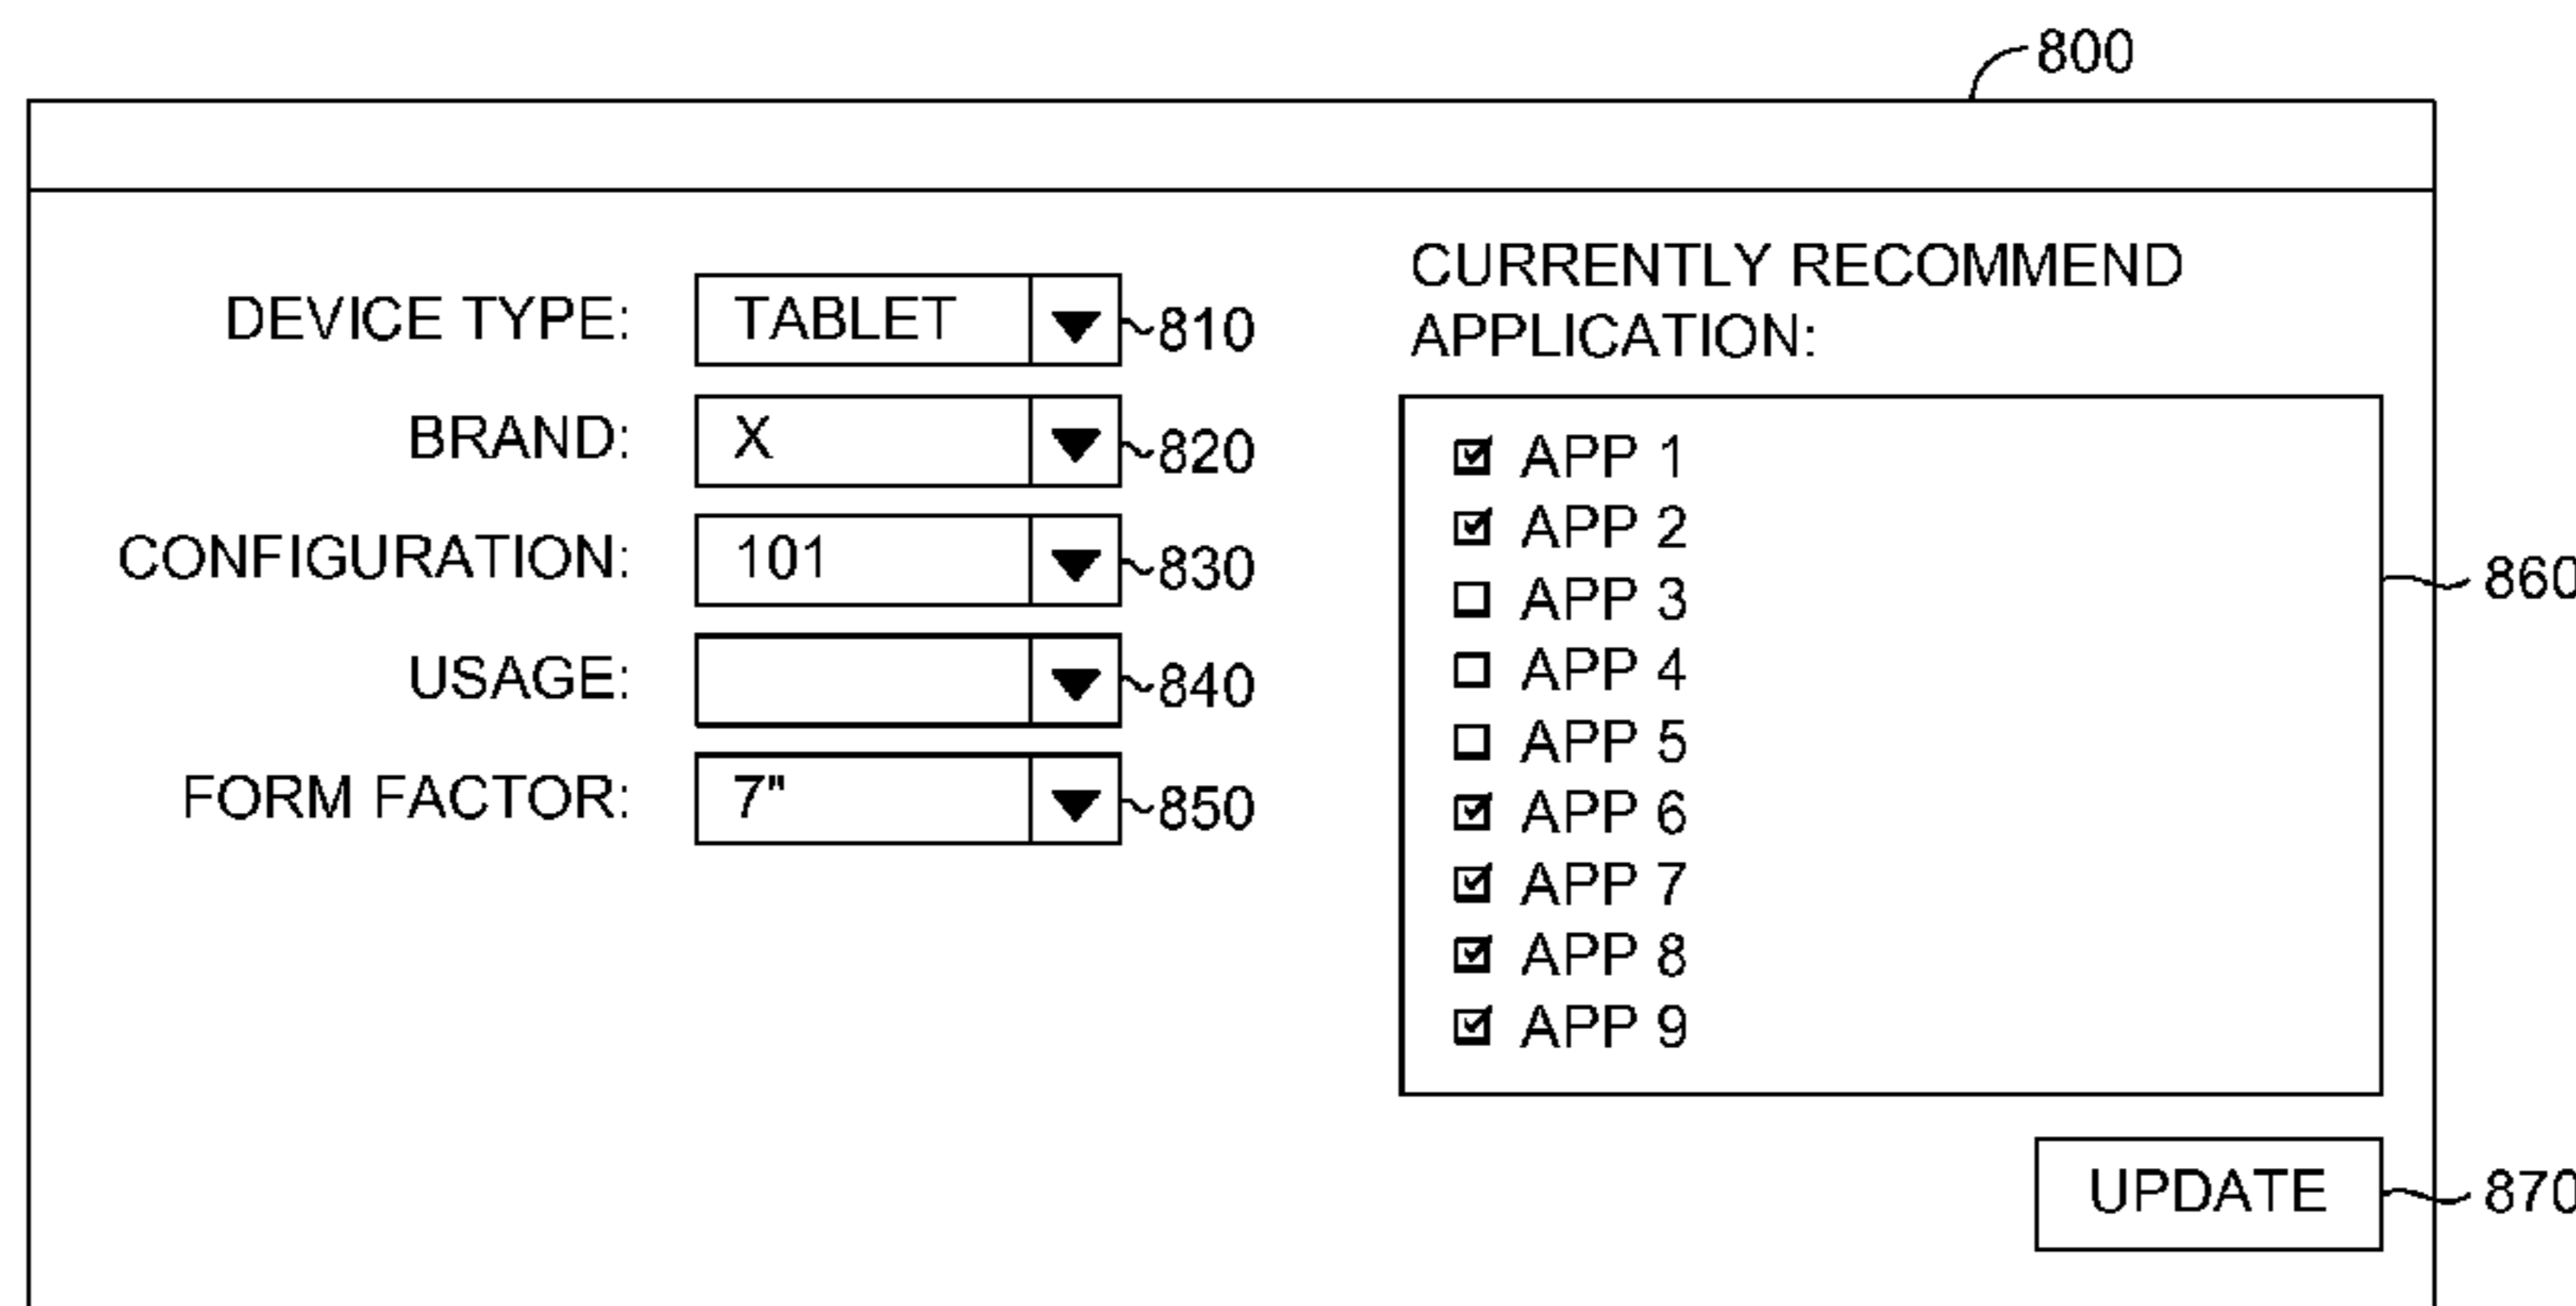 800
DEVICE TYPE: TABLET 810
BRAND: X 820
CONFIGURATION: 101 830
USAGE: 840
FORM FACTOR: 7" 850
CURRENTLY RECOMMEND
APPLICATION:
APP 1
APP 2
APP 3
APP 4
APP 5
APP 6
APP 7
APP 8
APP 9
860
UPDATE 870